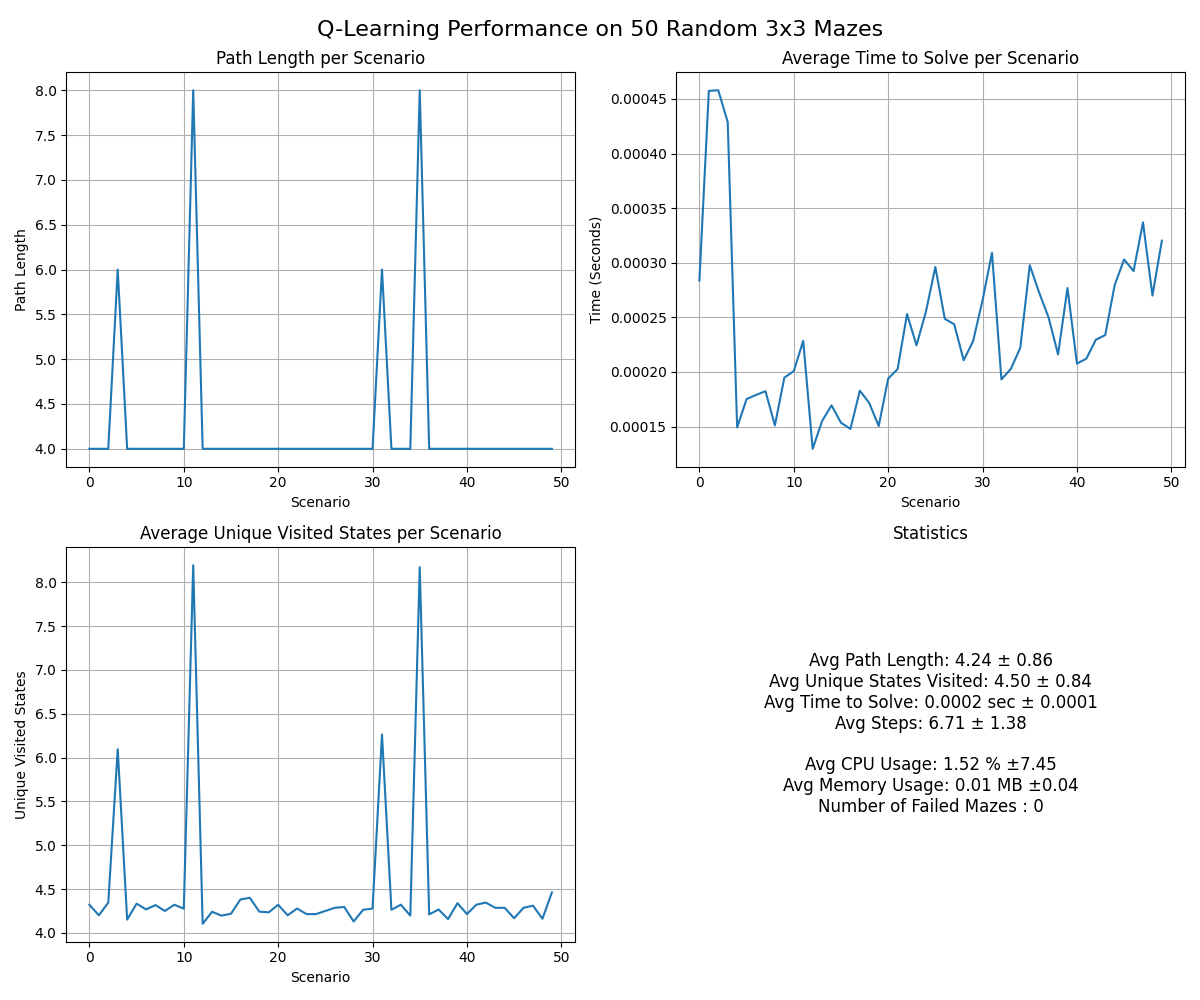 Q-Learning Performance on 50 Random 3x3 Mazes
Path Length per Scenario
8.0
7.5
7.0
6.5
6.0
5.5
5.0
4.5
4.0
Path Length
0 10 20 30 40 50
Scenario
Average Time to Solve per Scenario
0.00045
0.00040
0.00035
0.00030
0.00025
0.00020
0.00015
Time (Seconds)
0 10 20 30 40 50
Scenario
Average Unique Visited States per Scenario
8.0
7.5
7.0
6.5
6.0
5.5
5.0
4.5
4.0
Unique Visited States
0 10 20 30 40 50
Scenario
Statistics
Avg Path Length: 4.24 ± 0.86
Avg Unique States Visited: 4.50 ± 0.84
Avg Time to Solve: 0.0002 sec ± 0.0001
Avg Steps: 6.71 ± 1.38
Avg CPU Usage: 1.52 % ±7.45
Avg Memory Usage: 0.01 MB ±0.04
Number of Failed Mazes : 0